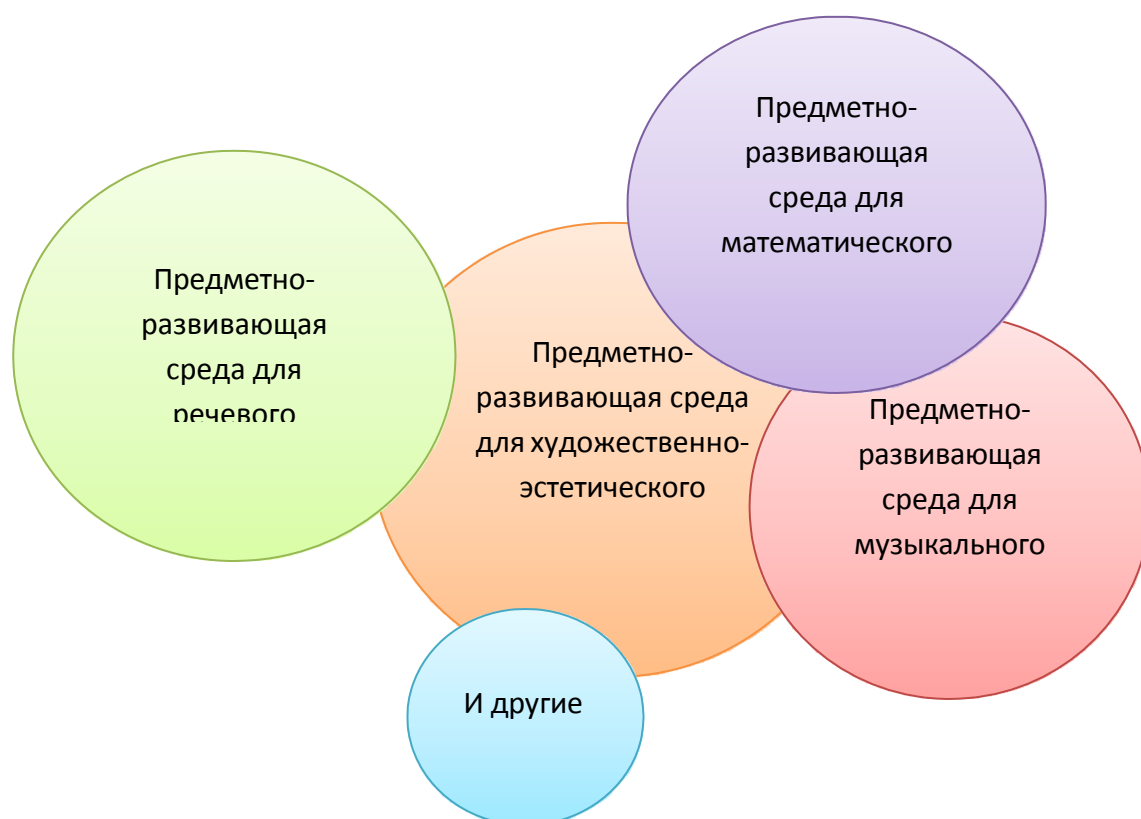 Предметно-
развивающая
среда для
речевого
Предметно-
развивающая среда
для художественно-
эстетического
Предметно-
развивающая
среда для
математического
Предметно-
развивающая
среда для
музыкального
И другие